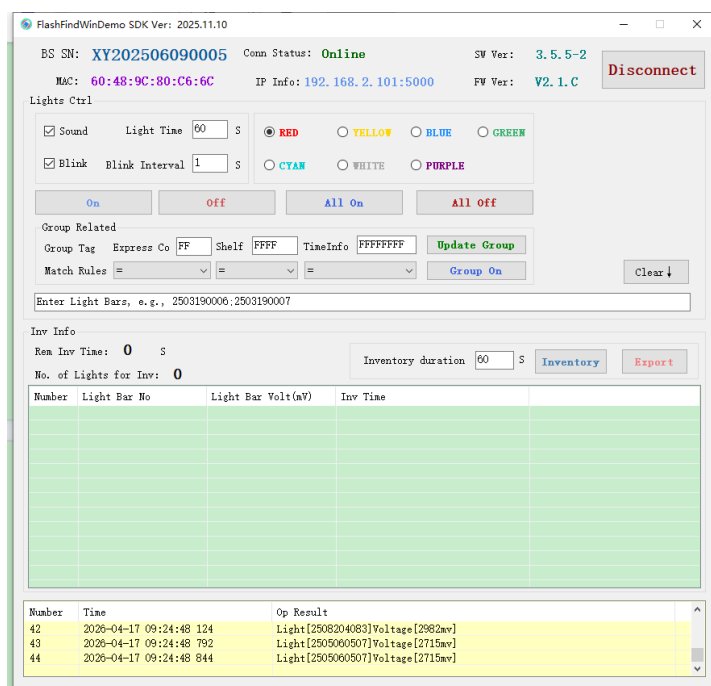 FlashFindWinDemo SDK Ver: 2025.11.10
BS SN: XY202506090005 Conn Status: Online SW Ver: 3.5.5-2
Disconnect
MAC: 60:48:9C:80:C6:6C IP Info: 192.168.2.101:5000 FW Ver: V2.1.C
Lights Ctrl
Sound Light Time 60 S RED YELLOW BLUE GREEN
Blink Blink Interval 1 S CYAN WHITE PURPLE
On Off All On All Off
Group Related
Group Tag Express Co FF Shelf FFFF TimeInfo FFFFFFFF Update Group
Match Rules = = = Group On Clear↓
Enter Light Bars, e.g., 2503190006;2503190007
Inv Info
Rem Inv Time: 0 S
Inventory duration 60 S Inventory Export
No. of Lights for Inv: 0
Number Light Bar No Light Bar Volt(mV) Inv Time
Number Time Op Result
42 2026-04-17 09:24:48 124 Light[2508204083]Voltage[2982mv]
43 2026-04-17 09:24:48 792 Light[2505060507]Voltage[2715mv]
44 2026-04-17 09:24:48 844 Light[2505060507]Voltage[2715mv]